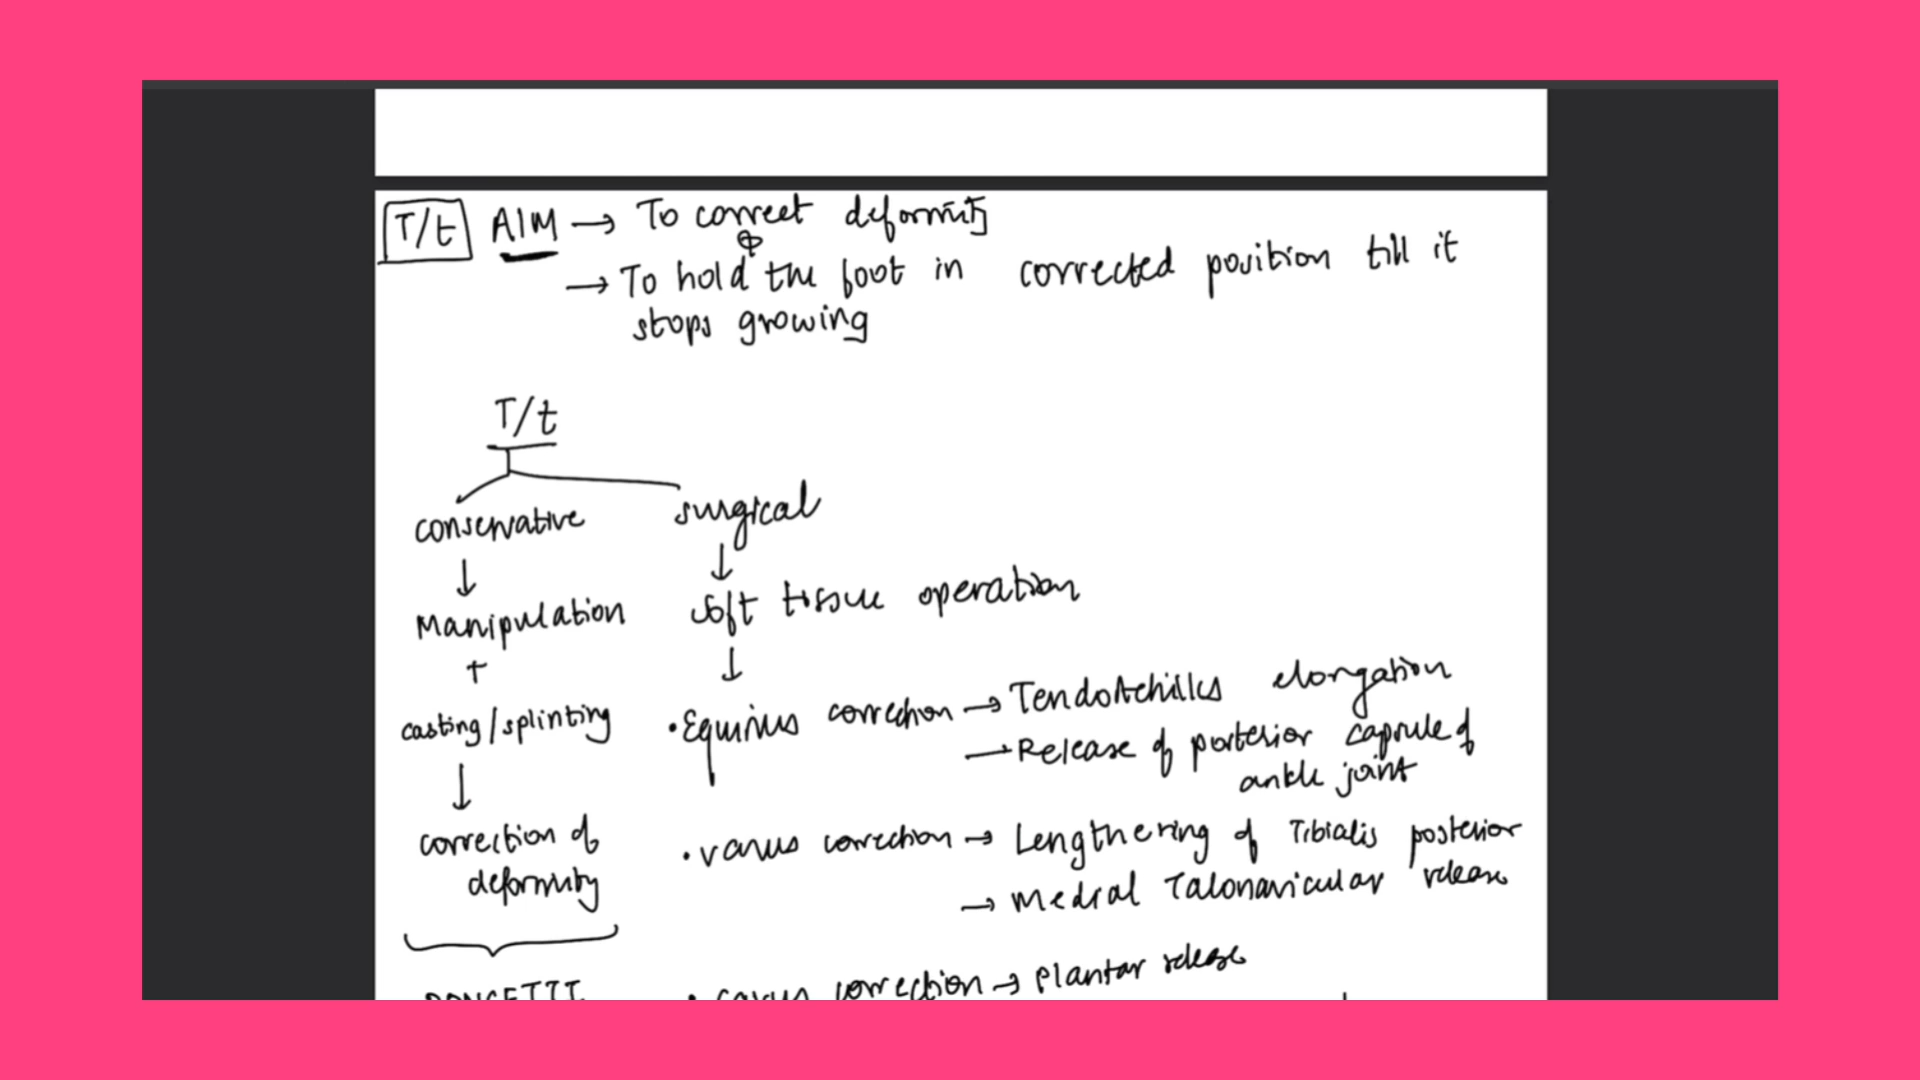 T/t AIM → To correct deformity
&
→ To hold the foot in corrected position till it
stops growing
T/t
conservative
↓
Manipulation
+
casting/splinting
↓
correction of
deformity
PONCETII
surgical
↓
soft tissue operation
↓
• Equinus correction → TendoAchilles elongation
→ Release of posterior capsule of
ankle joint
• varus correction → Lengthering of Tibialis posterior
→ Medial Talonavicular release
• cavus correction → plantar release